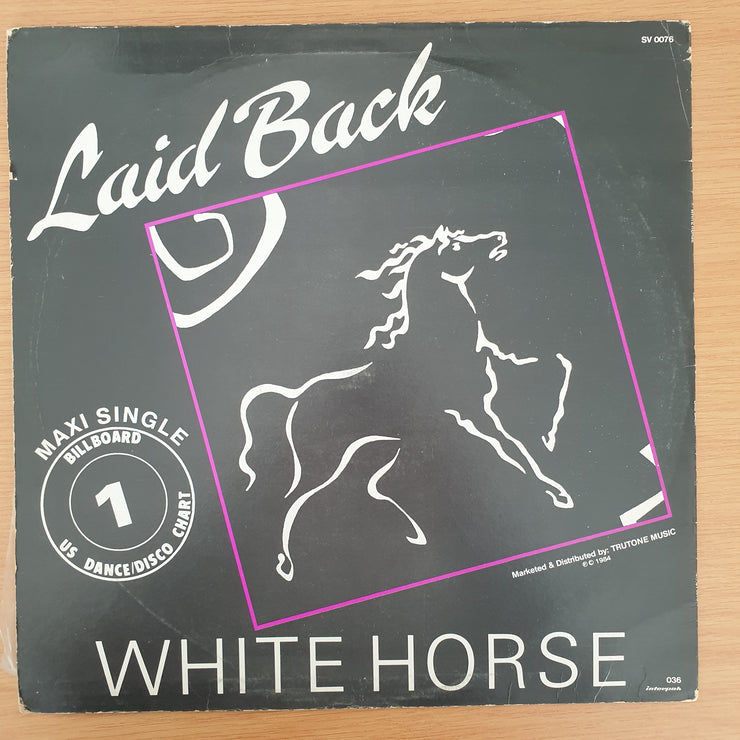 SV 0076
Laid Back
MAXI SINGLE
BILLBOARD
1
US DANCE/DISCO CHART
Marketed & Distributed by: TRUTONE MUSIC
℗ © 1984
WHITE HORSE
036
interpak